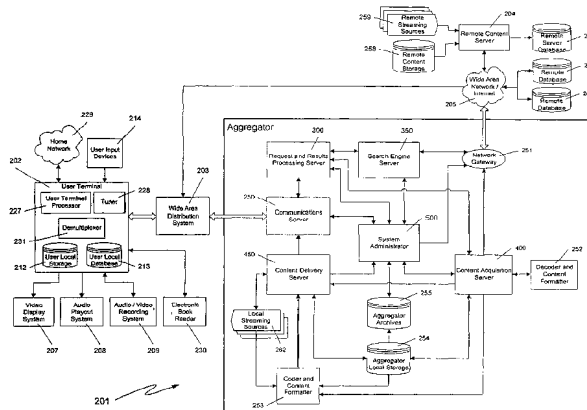 259
Remote Streaming Sources
204
Remote Content Server
258
Remote Content Storage
Remote Server Database
Wide Area Network / Internet
205
Remote Database
Remote Database
229
Home Network
214
User Input Devices
202
User Terminal
228
227
User Terminal Processor
Tuner
231
Demultiplexer
212
User Local Storage
User Local Database
213
203
Wide Area Distribution System
Video Display System
Audio Playout System
Audio / Video Recording System
Electronic Book Reader
207
208
209
230
201
Aggregator
300
Request and Results Processing Server
350
Search Engine Server
251
Network Gateway
250
Communications Server
500
System Administrator
450
Content Delivery Server
400
Content Acquisition Server
252
Decoder and Content Formatter
Local Streaming Sources
262
255
Aggregator Archives
254
Aggregator Local Storage
Coder and Content Formatter
253